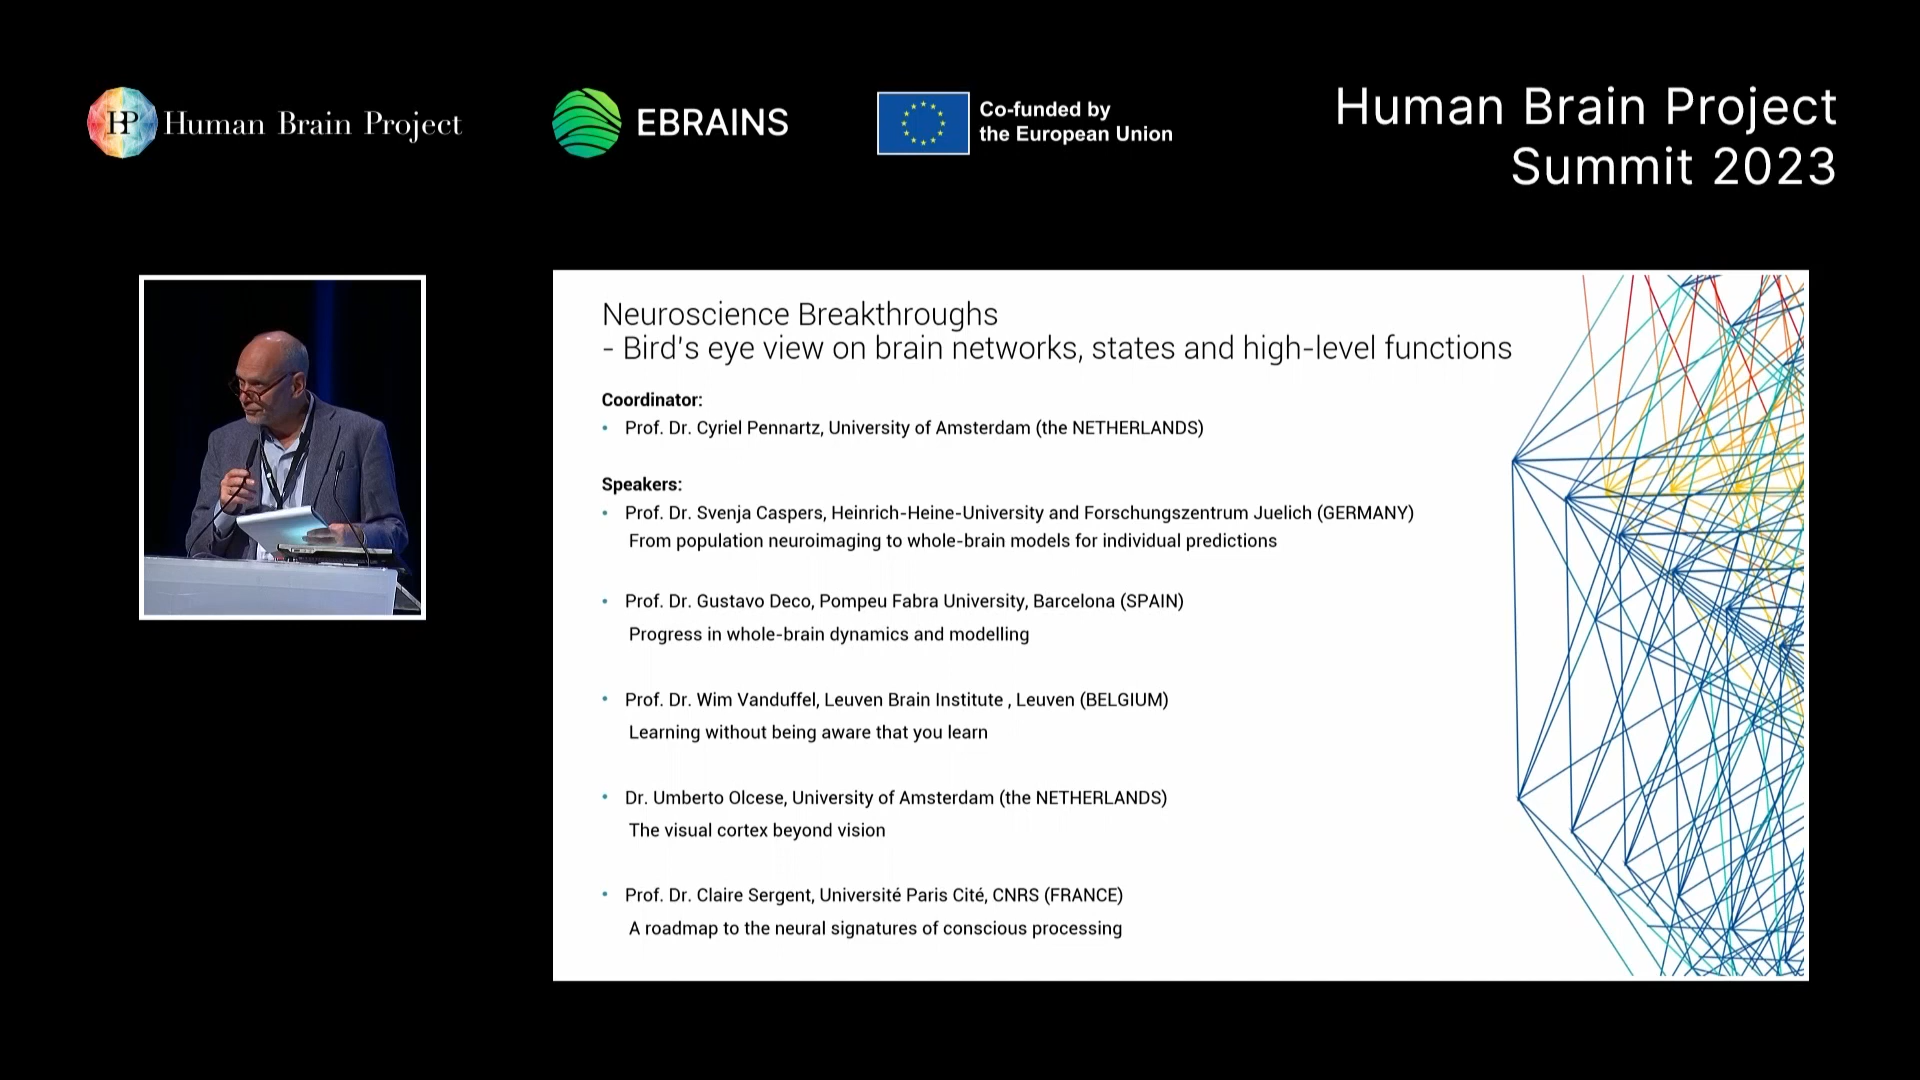 HP Human Brain Project
EBRAINS
Co-funded by
the European Union
Human Brain Project
Summit 2023
Neuroscience Breakthroughs
- Bird's eye view on brain networks, states and high-level functions
Coordinator:
• Prof. Dr. Cyriel Pennartz, University of Amsterdam (the NETHERLANDS)
Speakers:
• Prof. Dr. Svenja Caspers, Heinrich-Heine-University and Forschungszentrum Juelich (GERMANY)
From population neuroimaging to whole-brain models for individual predictions
• Prof. Dr. Gustavo Deco, Pompeu Fabra University, Barcelona (SPAIN)
Progress in whole-brain dynamics and modelling
• Prof. Dr. Wim Vanduffel, Leuven Brain Institute , Leuven (BELGIUM)
Learning without being aware that you learn
• Dr. Umberto Olcese, University of Amsterdam (the NETHERLANDS)
The visual cortex beyond vision
• Prof. Dr. Claire Sergent, Université Paris Cité, CNRS (FRANCE)
A roadmap to the neural signatures of conscious processing